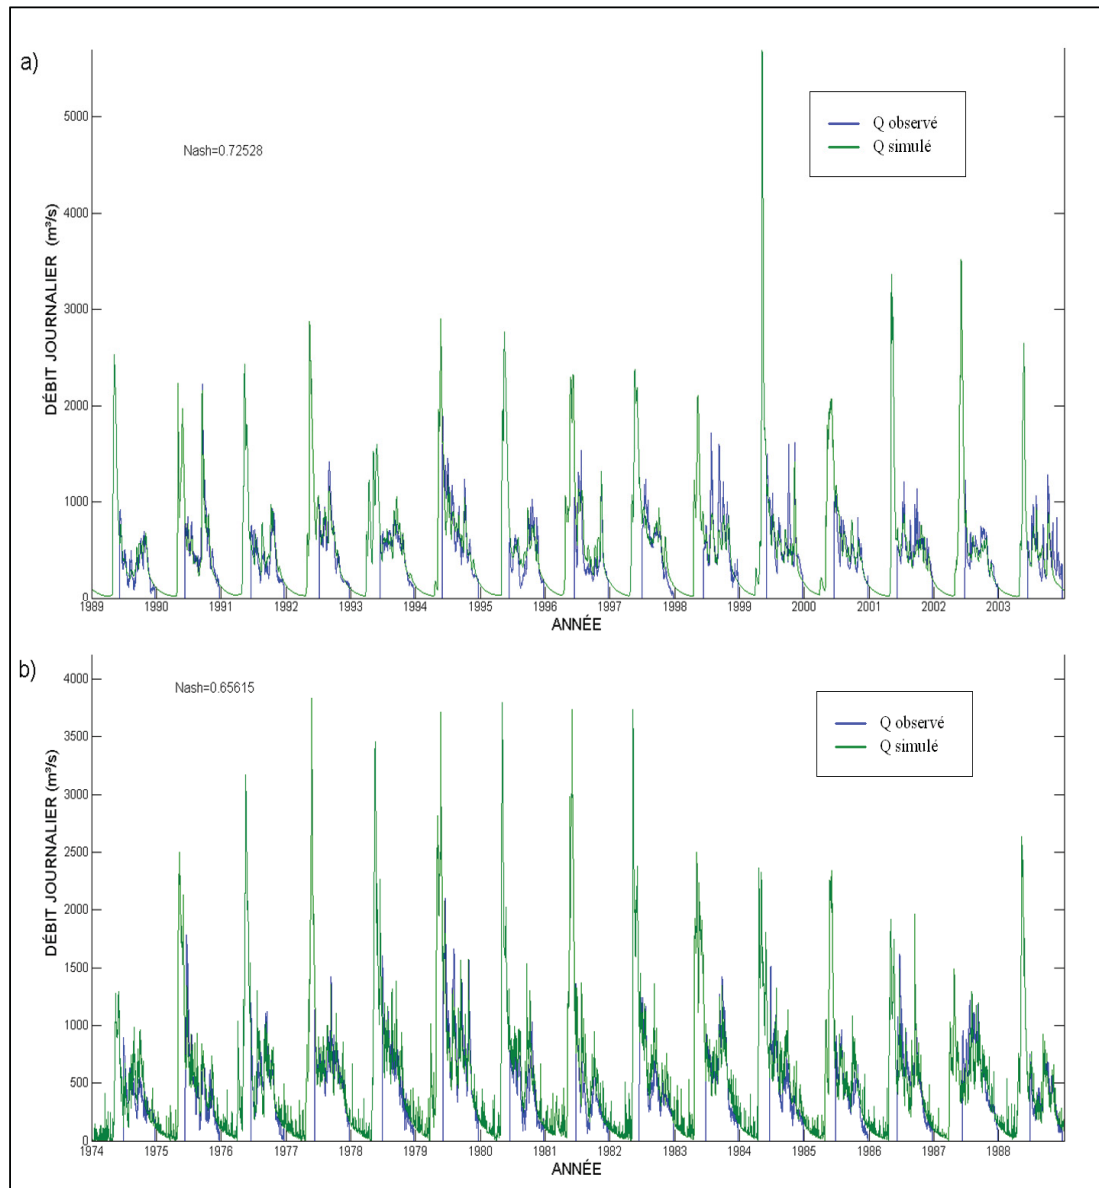 a)
DÉBIT JOURNALIER (m³/s)
5000
4000
3000
2000
1000
0
Nash=0.72528
Q observé
Q simulé
1989 1990 1991 1992 1993 1994 1995 1996 1997 1998 1999 2000 2001 2002 2003
ANNÉE
b)
DÉBIT JOURNALIER (m³/s)
4000
3500
3000
2500
2000
1500
1000
500
0
Nash=0.65615
Q observé
Q simulé
1974 1975 1976 1977 1978 1979 1980 1981 1982 1983 1984 1985 1986 1987 1988
ANNÉE